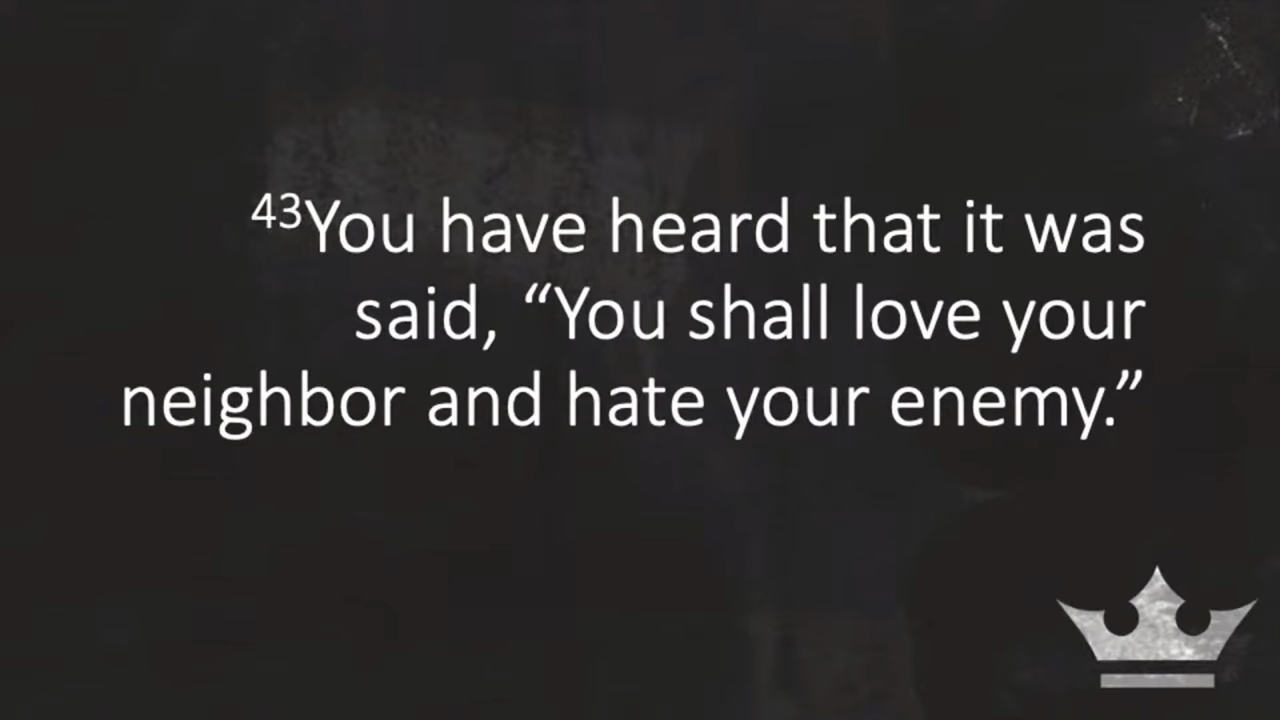 ⁴³You have heard that it was
said, “You shall love your
neighbor and hate your enemy.”